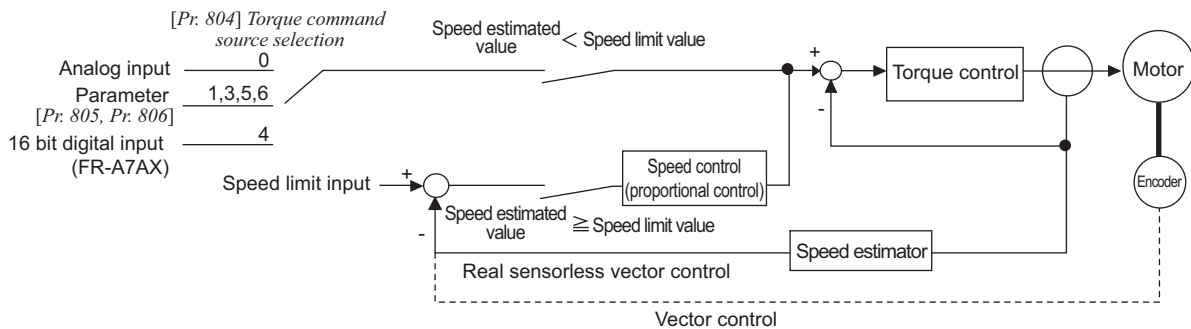 [Pr. 804] Torque command
source selection
Analog input 0
Parameter 1,3,5,6
[Pr. 805, Pr. 806]
16 bit digital input 4
(FR-A7AX)
Speed estimated
value < Speed limit value
+
-
Torque control
Motor
Encoder
Speed limit input
+
-
Speed control
(proportional control)
Speed estimated
value ≧ Speed limit value
Speed estimator
Real sensorless vector control
Vector control